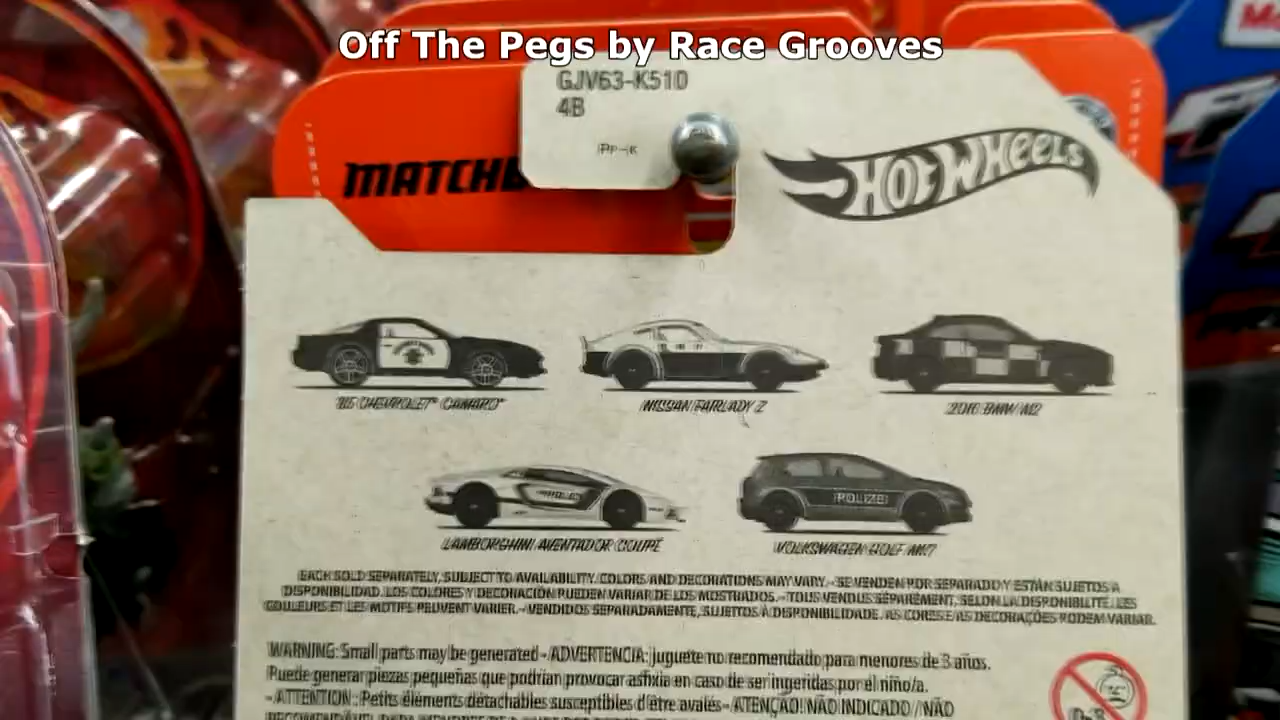 Off The Pegs by Race Grooves
GJV63-K510
4B
MATCHB
HOT WHEELS
'85 CHEVROLET® CAMARO®
NISSAN FAIRLADY Z
2016 BMW M2
POLIZEI
LAMBORGHINI AVENTADOR COUPÉ
VOLKSWAGEN GOLF MK7
EACH SOLD SEPARATELY, SUBJECT TO AVAILABILITY. COLORS AND DECORATIONS MAY VARY. - SE VENDEN POR SEPARADO Y ESTÁN SUJETOS A
DISPONIBILIDAD. LOS COLORES Y DECORACIÓN PUEDEN VARIAR DE LOS MOSTRADOS. - TOUS VENDUS SÉPARÉMENT, SELON LA DISPONIBILITÉ. LES
COULEURS ET LES MOTIFS PEUVENT VARIER. - VENDIDOS SEPARADAMENTE, SUJEITOS À DISPONIBILIDADE. AS CORES E AS DECORAÇÕES PODEM VARIAR.
WARNING: Small parts may be generated - ADVERTENCIA: juguete no recomendado para menores de 3 años.
Puede generar piezas pequeñas que podrían provocar asfixia en caso de ser ingeridas por el niño/a.
- ATTENTION : Petits éléments détachables susceptibles d'être avalés - ATENÇÃO! NÃO INDICADO // NÃO